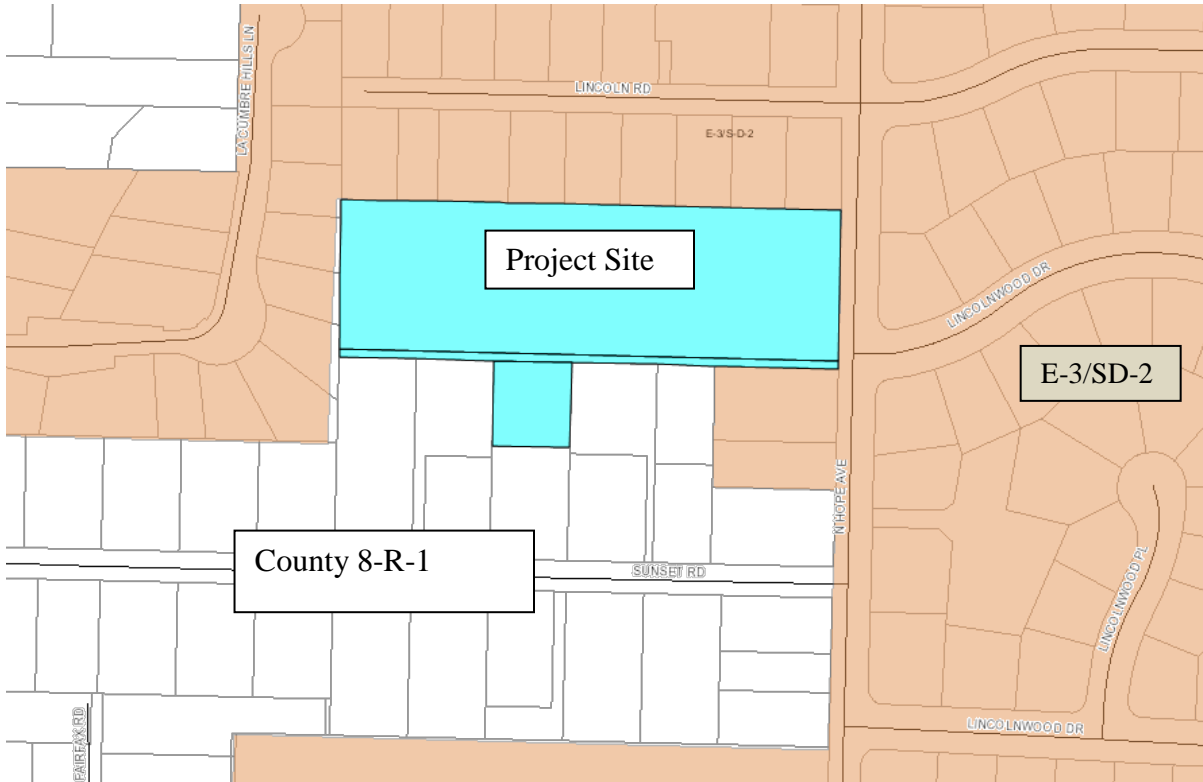 LA CUMBRE HILLS LN
LINCOLN RD
E-3/S-D-2
Project Site
LINCOLNWOOD DR
E-3/SD-2
N HOPE AVE
County 8-R-1
SUNSET RD
LINCOLNWOOD PL
FAIRFAX RD
LINCOLNWOOD DR